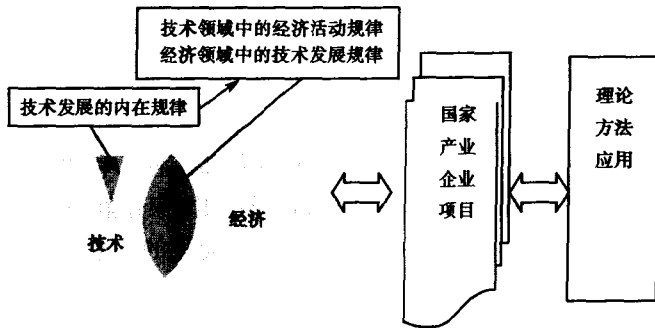 技术领域中的经济活动规律
经济领域中的技术发展规律
技术发展的内在规律
技术
经济
国家
产业
企业
项目
理论
方法
应用